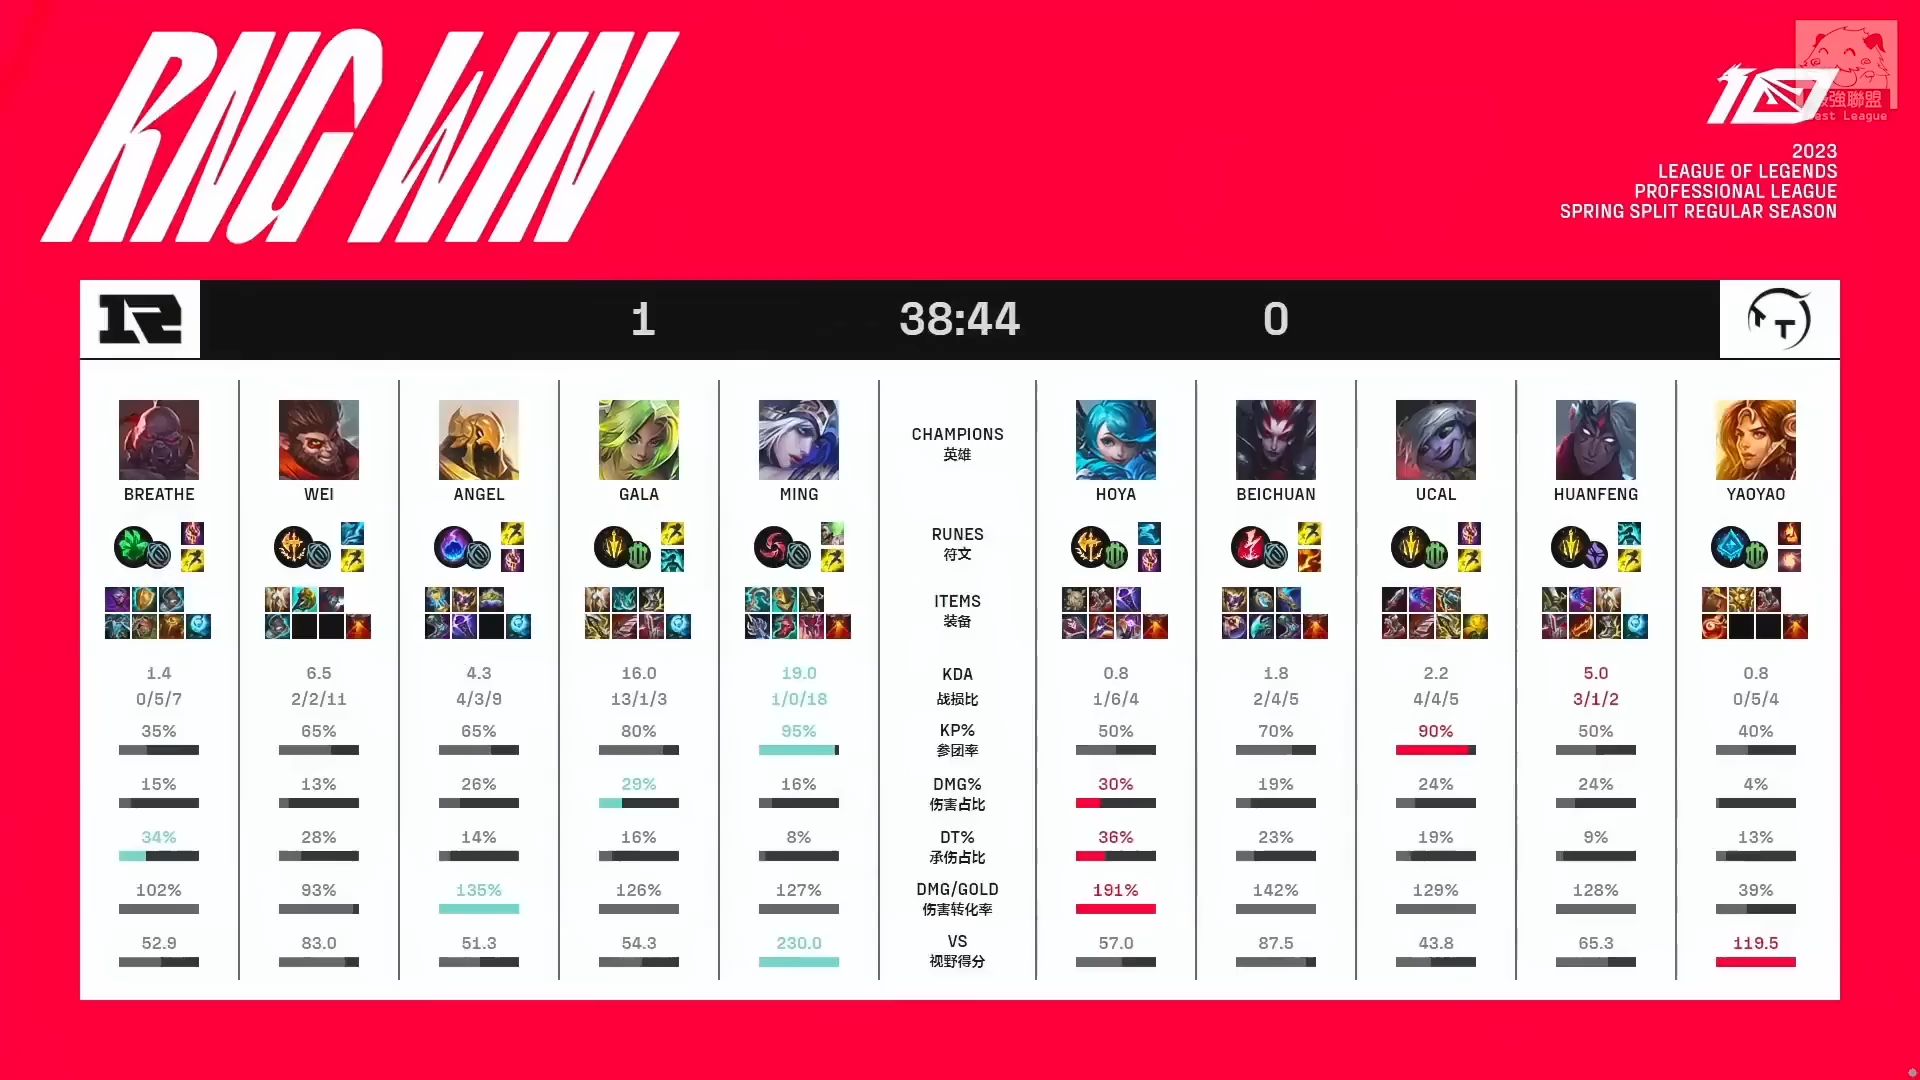 RNG WIN
最強聯盟
Best League
2023
LEAGUE OF LEGENDS
PROFESSIONAL LEAGUE
SPRING SPLIT REGULAR SEASON
1 38:44 0
BREATHE WEI ANGEL GALA MING CHAMPIONS 英雄 HOYA BEICHUAN UCAL HUANFENG YAOYAO
RUNES
符文
ITEMS
装备
1.4 6.5 4.3 16.0 19.0 KDA 0.8 1.8 2.2 5.0 0.8
0/5/7 2/2/11 4/3/9 13/1/3 1/0/18 战损比 1/6/4 2/4/5 4/4/5 3/1/2 0/5/4
35% 65% 65% 80% 95% KP% 50% 70% 90% 50% 40%
参团率
15% 13% 26% 29% 16% DMG% 30% 19% 24% 24% 4%
伤害占比
34% 28% 14% 16% 8% DT% 36% 23% 19% 9% 13%
承伤占比
102% 93% 135% 126% 127% DMG/GOLD 191% 142% 129% 128% 39%
伤害转化率
52.9 83.0 51.3 54.3 230.0 VS 57.0 87.5 43.8 65.3 119.5
视野得分